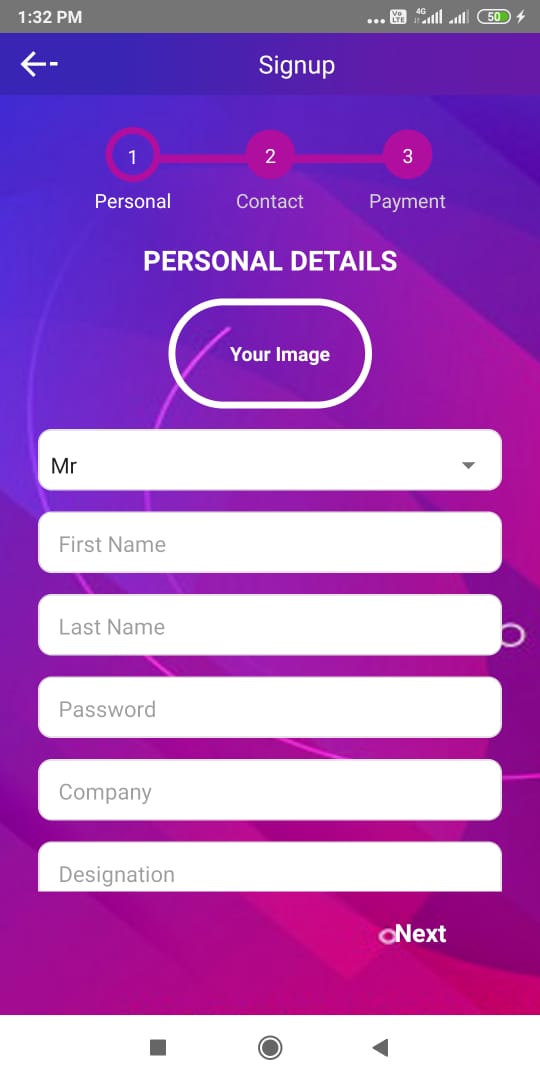 1:32 PM
Vo LTE 4G 50
Signup
1 2 3
Personal Contact Payment
PERSONAL DETAILS
Your Image
Mr
First Name
Last Name
Password
Company
Designation
Next